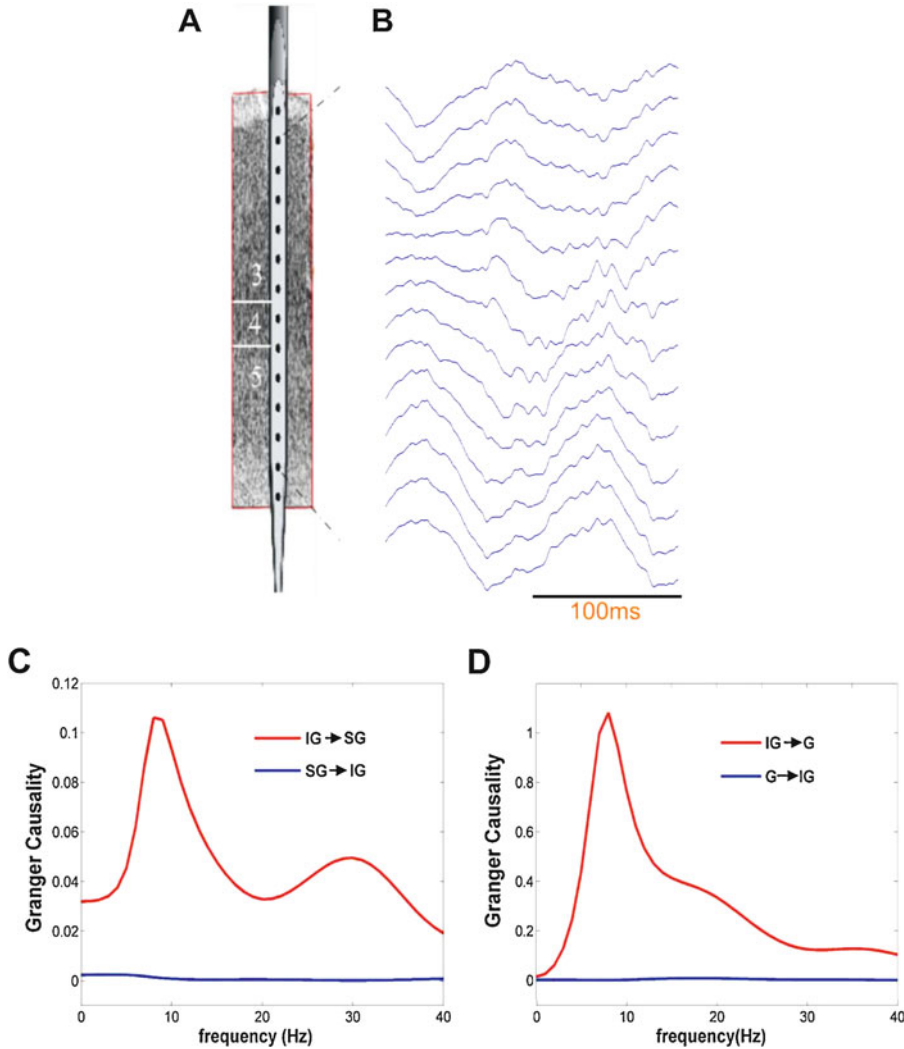 A
B
3
4
5
100ms
C
Granger Causality
0.12
0.1
0.08
0.06
0.04
0.02
0
IG→SG
SG→IG
0 10 20 30 40
frequency (Hz)
D
Granger Causality
1
0.8
0.6
0.4
0.2
0
IG→G
G→IG
0 10 20 30 40
frequency(Hz)